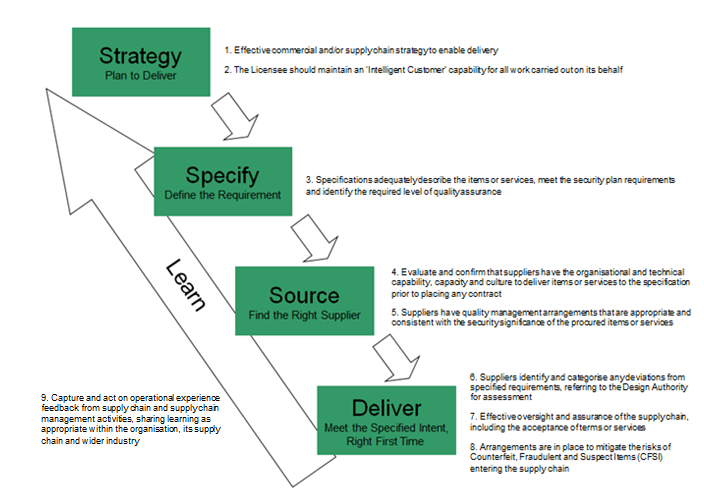 Strategy
Plan to Deliver
1. Effective commercial and/or supply chain strategy to enable delivery
2. The Licensee should maintain an 'Intelligent Customer' capability for all work carried out on its behalf
Specify
Define the Requirement
3. Specifications adequately describe the items or services, meet the security plan requirements
and identify the required level of quality assurance
Learn
Source
Find the Right Supplier
4. Evaluate and confirm that suppliers have the organisational and technical
capability, capacity and culture to deliver items or services to the specification
prior to placing any contract
5. Suppliers have quality management arrangements that are appropriate and
consistent with the security significance of the procured items or services
Deliver
Meet the Specified Intent,
Right First Time
6. Suppliers identify and categorise any deviations from
specified requirements, referring to the Design Authority
for assessment
7. Effective oversight and assurance of the supply chain,
including the acceptance of terms or services
8. Arrangements are in place to mitigate the risks of
Counterfeit, Fraudulent and Suspect Items (CFSI)
entering the supply chain
9. Capture and act on operational experience
feedback from supply chain and supply chain
management activities, sharing learning as
appropriate within the organisation, its supply
chain and wider industry